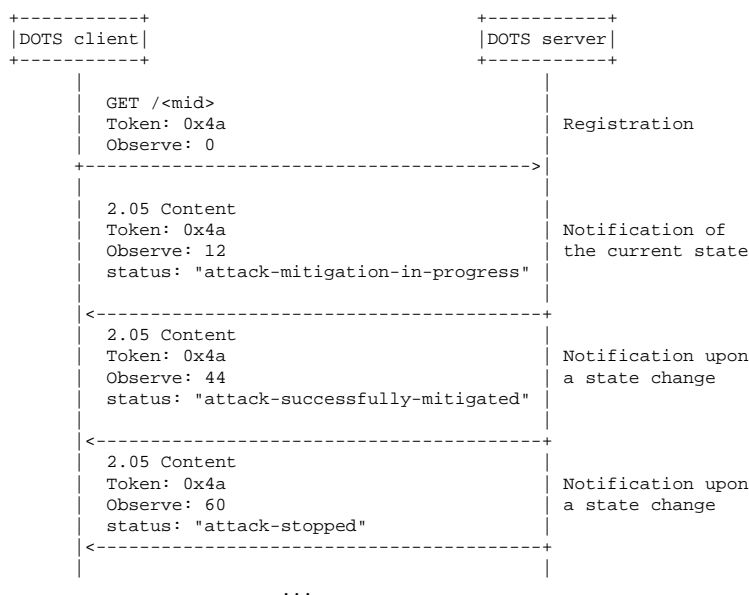 +-----------+                                   +-----------+
|DOTS client|                                   |DOTS server|
+-----------+                                   +-----------+
      |                                               |
      |  GET /<mid>                                   |
      |  Token: 0x4a                                  | Registration
      |  Observe: 0                                   |
      +---------------------------------------------->|
      |                                               |
      |  2.05 Content                                 |
      |  Token: 0x4a                                  | Notification of
      |  Observe: 12                                  | the current state
      |  status: "attack-mitigation-in-progress"      |
      |                                               |
      |<----------------------------------------------+
      |  2.05 Content                                 |
      |  Token: 0x4a                                  | Notification upon
      |  Observe: 44                                  | a state change
      |  status: "attack-successfully-mitigated"      |
      |                                               |
      |<----------------------------------------------+
      |  2.05 Content                                 |
      |  Token: 0x4a                                  | Notification upon
      |  Observe: 60                                  | a state change
      |  status: "attack-stopped"                     |
      |<----------------------------------------------+
      |                                               |
                            ...